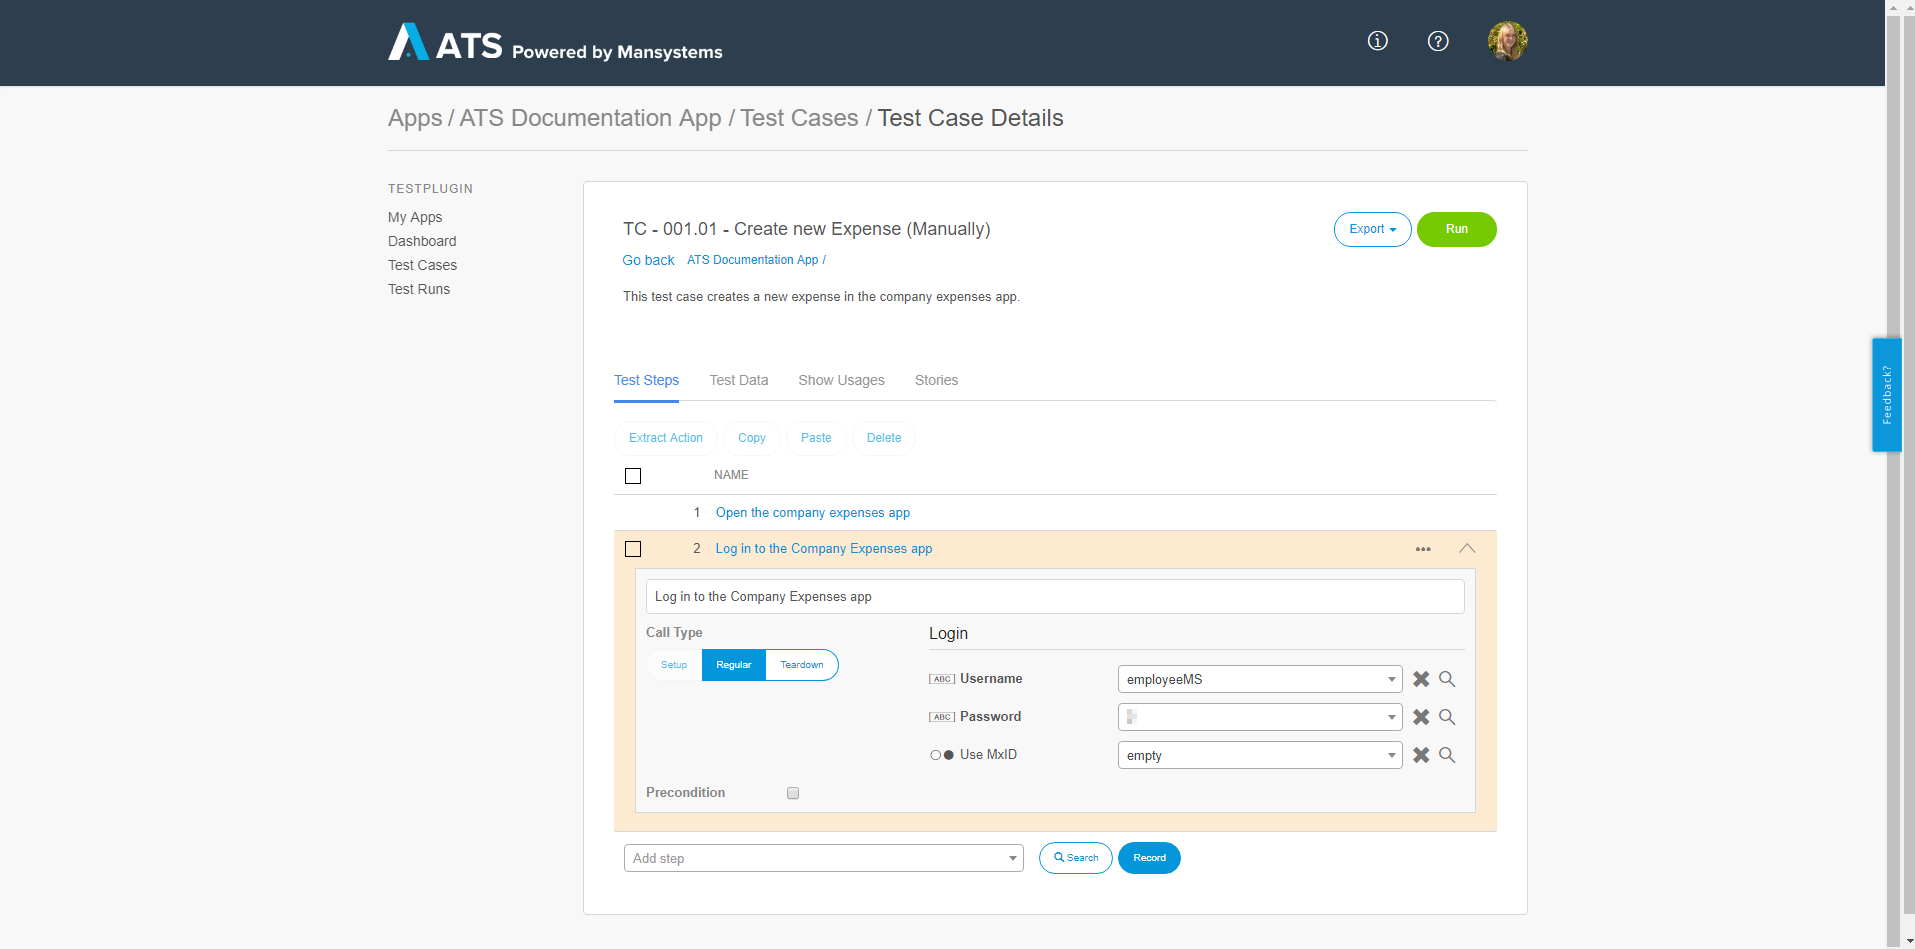 ATS Powered by Mansystems
Apps / ATS Documentation App / Test Cases / Test Case Details
TESTPLUGIN
My Apps
Dashboard
Test Cases
Test Runs
TC - 001.01 - Create new Expense (Manually)
Export
Run
Go back ATS Documentation App /
This test case creates a new expense in the company expenses app.
Test Steps Test Data Show Usages Stories
Extract Action Copy Paste Delete
NAME
1 Open the company expenses app
2 Log in to the Company Expenses app
Log in to the Company Expenses app
Call Type
Setup Regular Teardown
Login
ABC Username employeeMS
ABC Password
Use MxID empty
Precondition
Add step
Search
Record
Feedback?